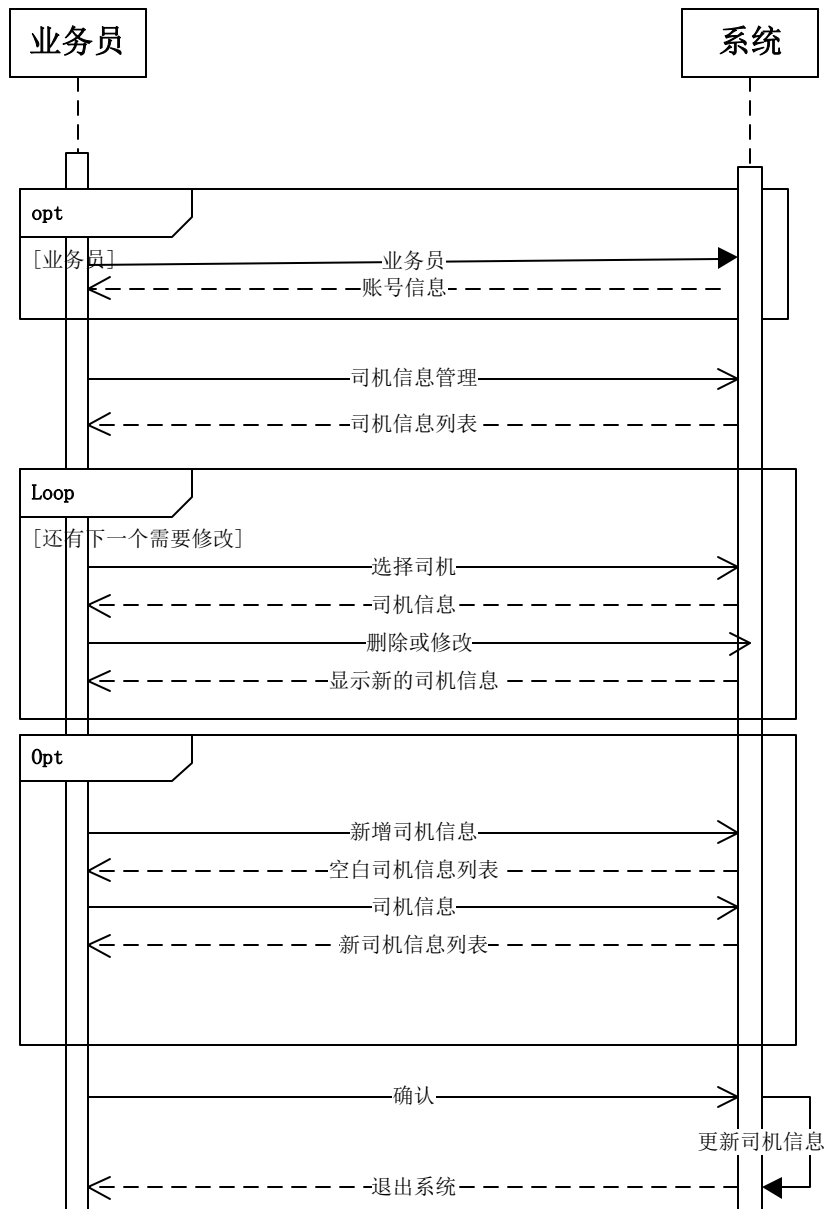 业务员
系统
opt
[业务员]
业务员
账号信息
司机信息管理
司机信息列表
Loop
[还有下一个需要修改]
选择司机
司机信息
删除或修改
显示新的司机信息
Opt
新增司机信息
空白司机信息列表
司机信息
新司机信息列表
确认
更新司机信息
退出系统